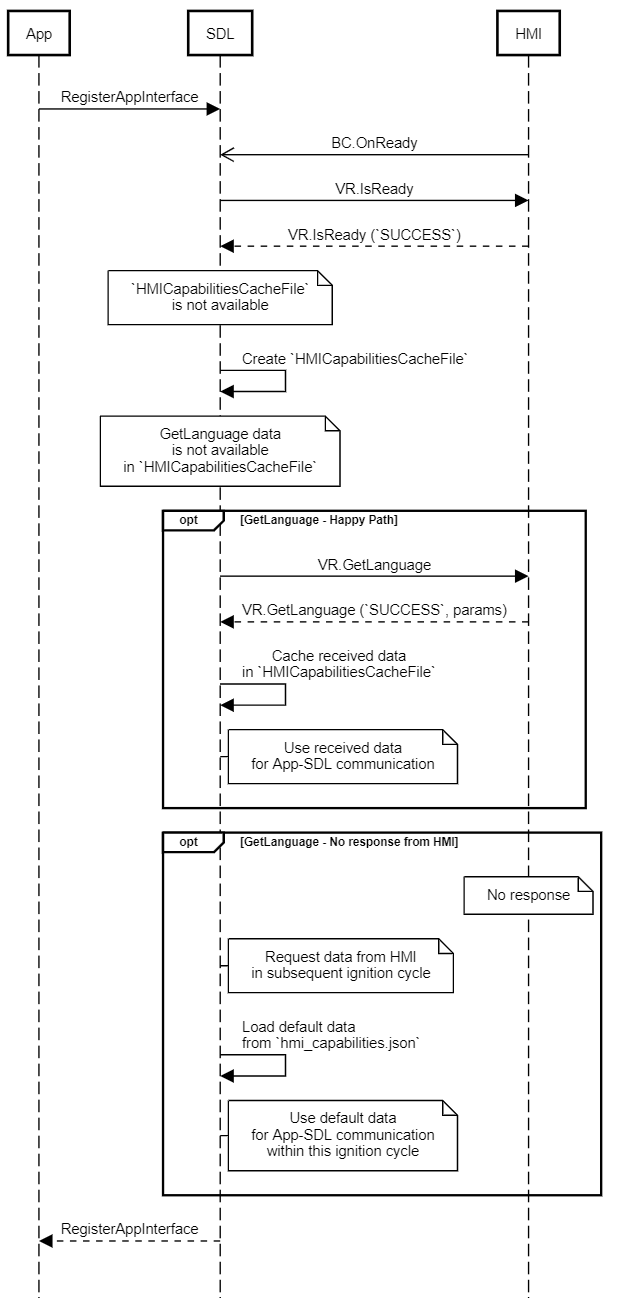 App
SDL
HMI
RegisterAppInterface
BC.OnReady
VR.IsReady
VR.IsReady (`SUCCESS`)
`HMICapabilitiesCacheFile`
is not available
Create `HMICapabilitiesCacheFile`
GetLanguage data
is not available
in `HMICapabilitiesCacheFile`
opt
[GetLanguage - Happy Path]
VR.GetLanguage
VR.GetLanguage (`SUCCESS`, params)
Cache received data
in `HMICapabilitiesCacheFile`
Use received data
for App-SDL communication
opt
[GetLanguage - No response from HMI]
No response
Request data from HMI
in subsequent ignition cycle
Load default data
from `hmi_capabilities.json`
Use default data
for App-SDL communication
within this ignition cycle
RegisterAppInterface